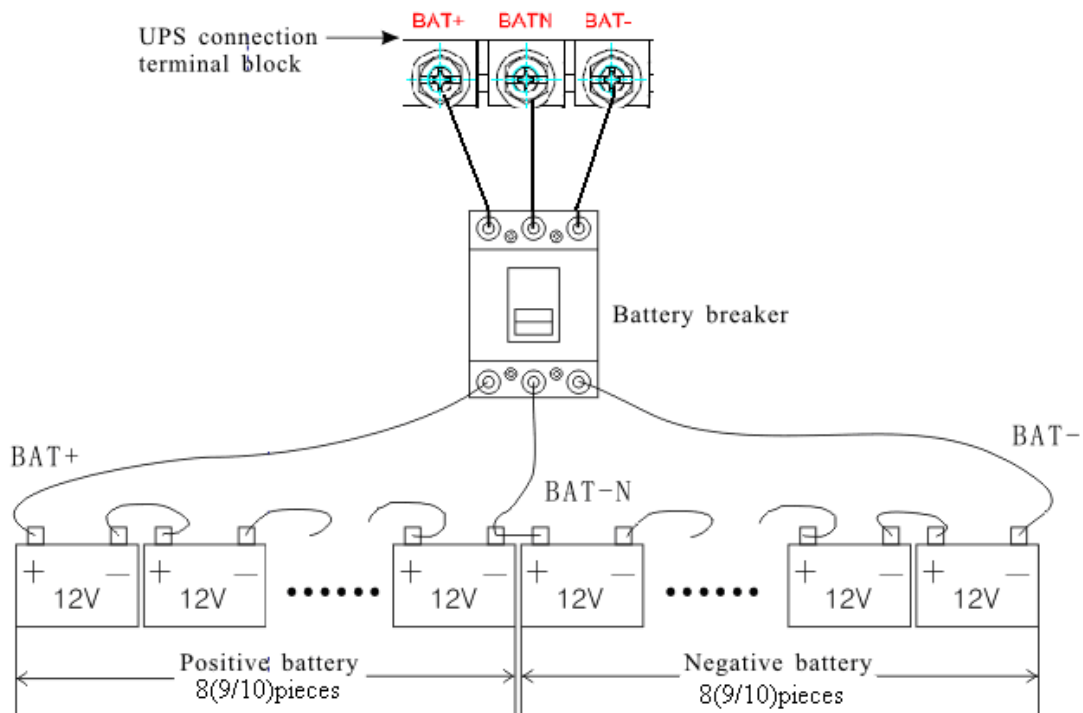 BAT+ BATN BAT-
UPS connection
terminal block
Battery breaker
BAT+
BAT-
BAT-N
+ — + — + — + — + — + —
12V 12V 12V 12V 12V 12V
Positive battery
8(9/10)pieces
Negative battery
8(9/10)pieces